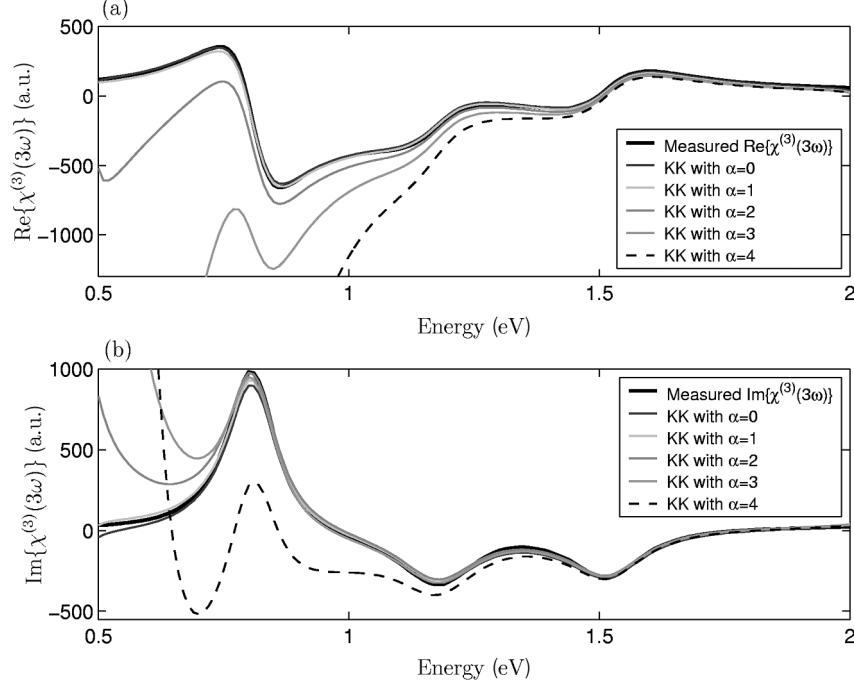 (a)
500
0
−500
−1000
Re{χ(3)(3ω)} (a.u.)
Measured Re{χ(3)(3ω)}
KK with α=0
KK with α=1
KK with α=2
KK with α=3
KK with α=4
0.5
1
1.5
2
Energy (eV)
(b)
1000
500
0
−500
Im{χ(3)(3ω)} (a.u.)
Measured Im{χ(3)(3ω)}
KK with α=0
KK with α=1
KK with α=2
KK with α=3
KK with α=4
0.5
1
1.5
2
Energy (eV)